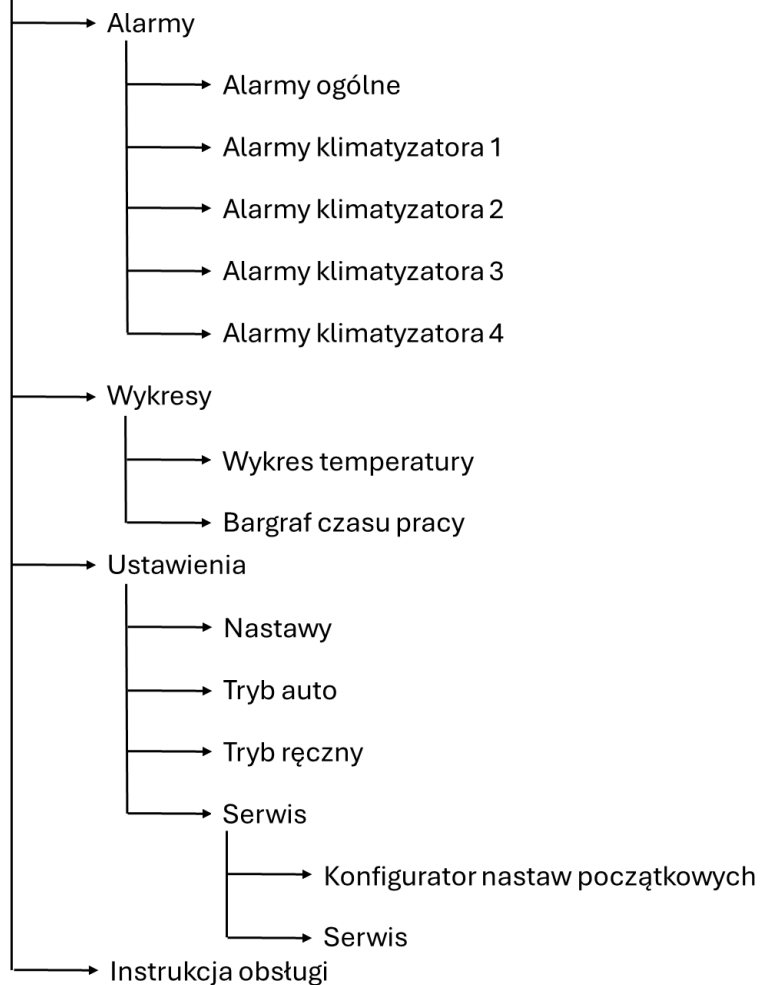 Alarmy
Alarmy ogólne
Alarmy klimatyzatora 1
Alarmy klimatyzatora 2
Alarmy klimatyzatora 3
Alarmy klimatyzatora 4
Wykresy
Wykres temperatury
Bargraf czasu pracy
Ustawienia
Nastawy
Tryb auto
Tryb ręczny
Serwis
Konfigurator nastaw początkowych
Serwis
Instrukcja obsługi